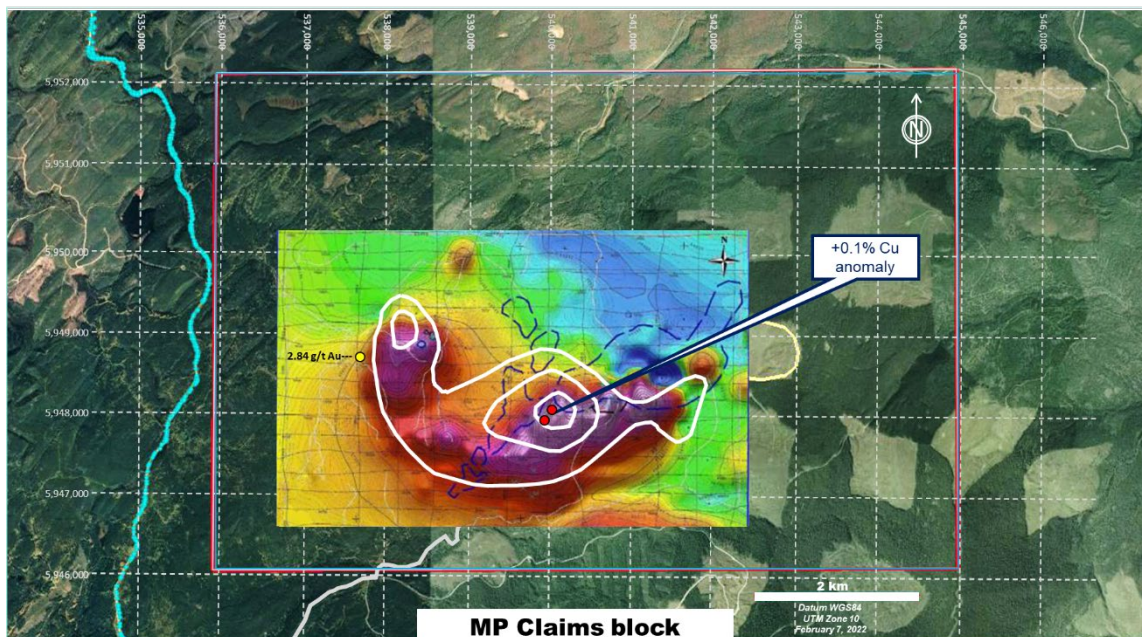 535,000
536,000
537,000
538,000
539,000
540,000
541,000
542,000
543,000
544,000
545,000
546,000
5,952,000
N
5,951,000
5,950,000
+0.1% Cu
anomaly
N
5,949,000
2.84 g/t Au---
5,948,000
5,947,000
5,946,000
2 km
Datum WGS84
UTM Zone 10
February 7, 2022
MP Claims block